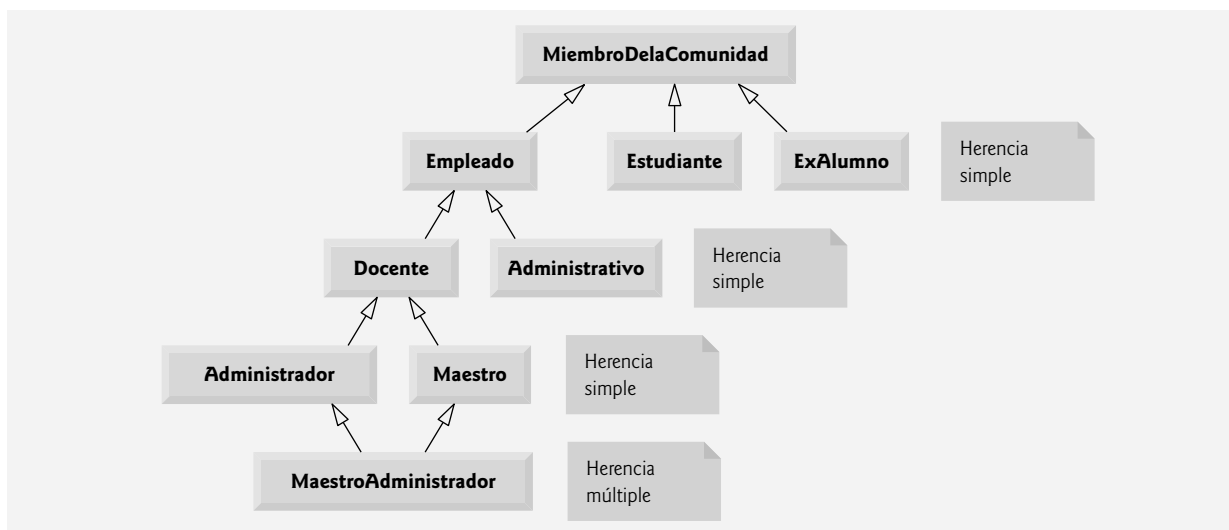 MiembroDelaComunidad
Empleado
Estudiante
ExAlumno
Herencia
simple
Docente
Administrativo
Herencia
simple
Administrador
Maestro
Herencia
simple
MaestroAdministrador
Herencia
múltiple